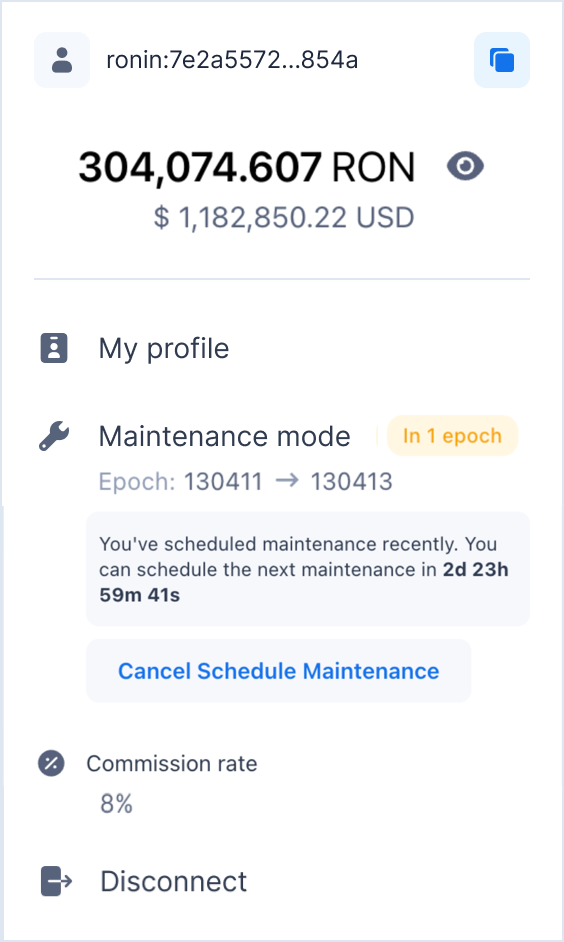 ronin:7e2a5572...854a
304,074.607 RON
$ 1,182,850.22 USD
My profile
Maintenance mode In 1 epoch
Epoch: 130411 → 130413
You've scheduled maintenance recently. You
can schedule the next maintenance in 2d 23h
59m 41s
Cancel Schedule Maintenance
Commission rate
8%
Disconnect